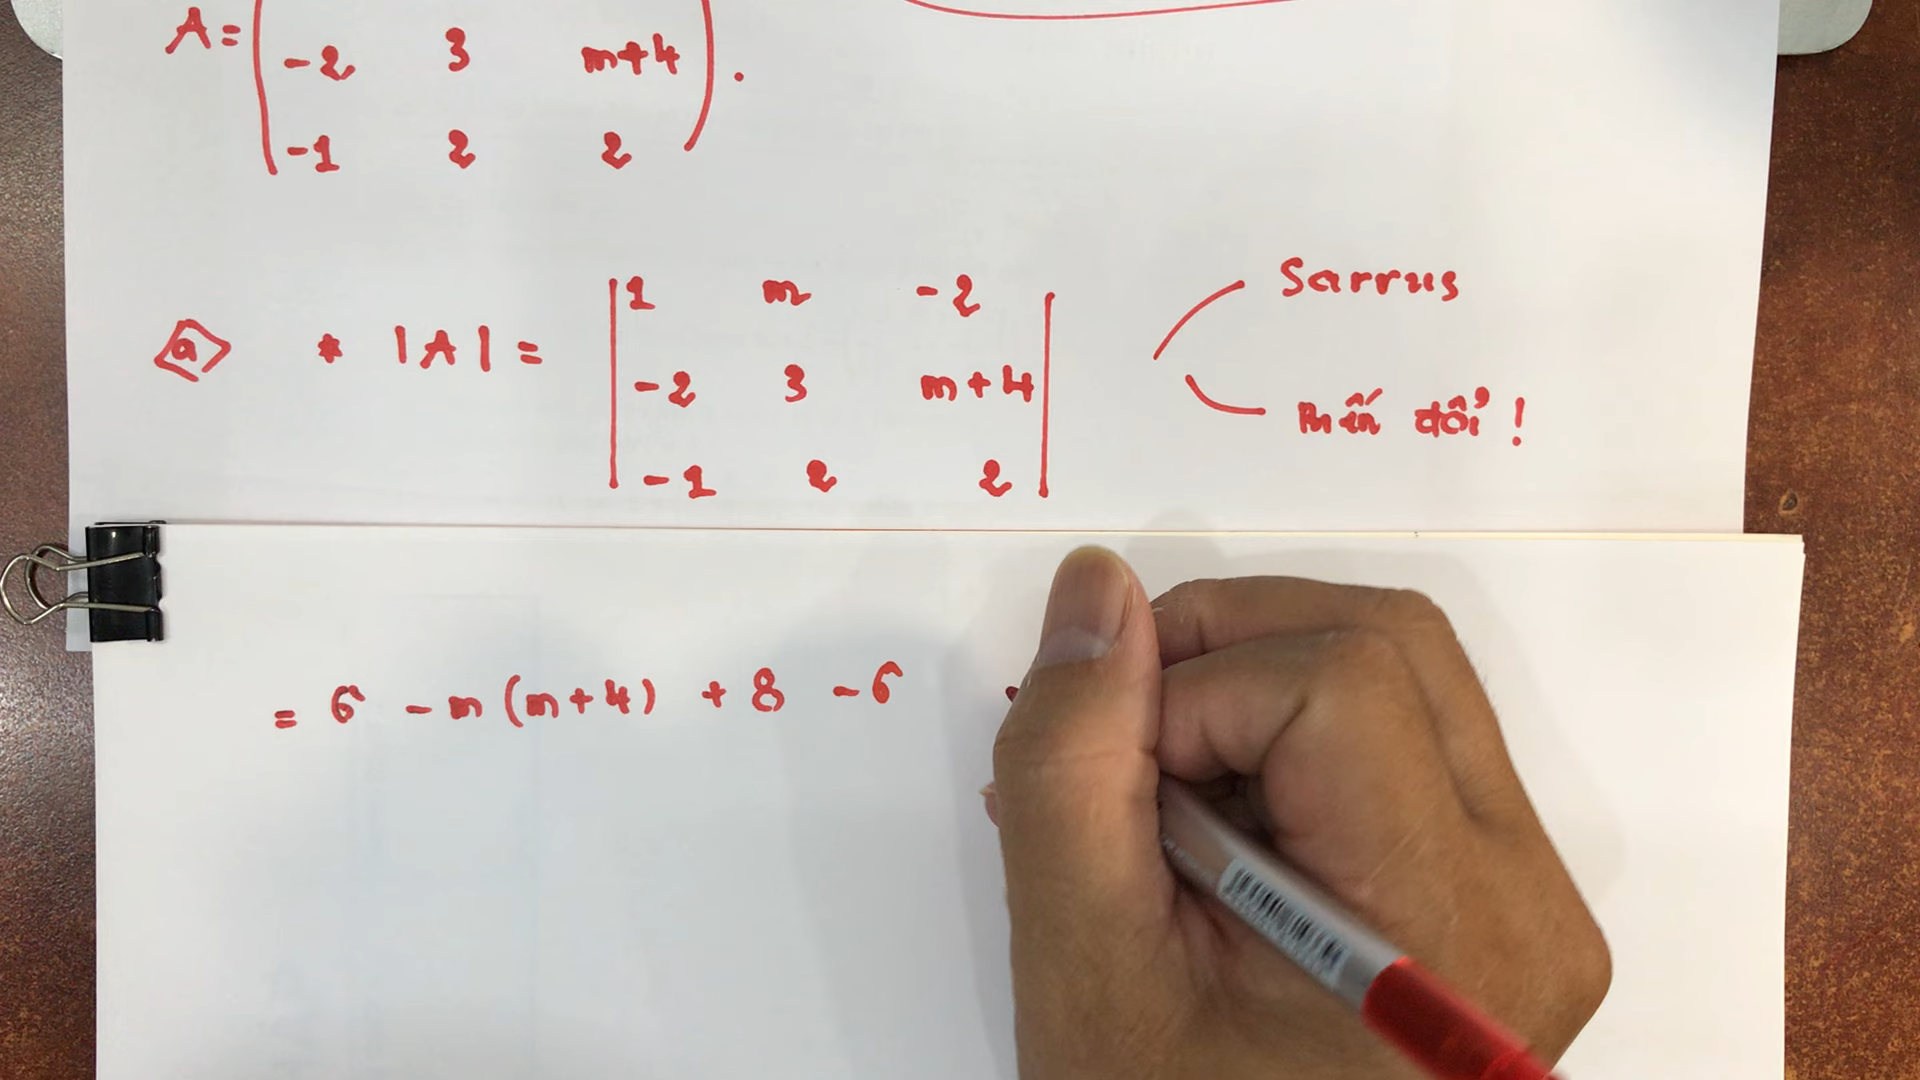 A =
-2 3 m+4
-1 2 2 .
1 m -2
a * |A| = -2 3 m+4
-1 2 2
Sarrus
đổi !
= 6 - m (m+4) + 8 - 6